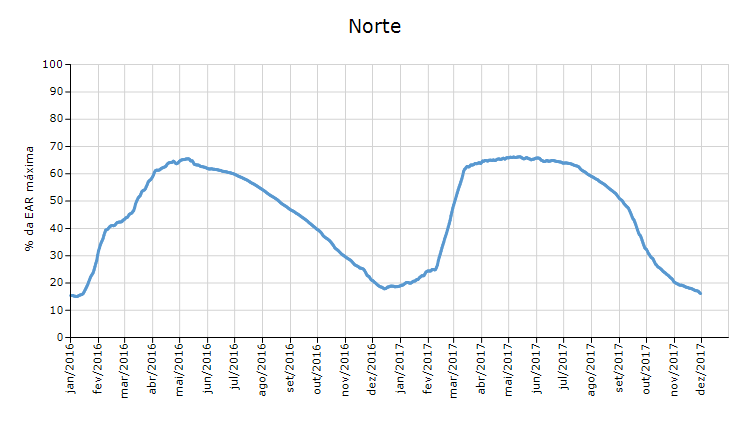 Norte
% da EAR máxima
100
90
80
70
60
50
40
30
20
10
0
jan/2016
fev/2016
mar/2016
abr/2016
mai/2016
jun/2016
jul/2016
ago/2016
set/2016
out/2016
nov/2016
dez/2016
jan/2017
fev/2017
mar/2017
abr/2017
mai/2017
jun/2017
jul/2017
ago/2017
set/2017
out/2017
nov/2017
dez/2017